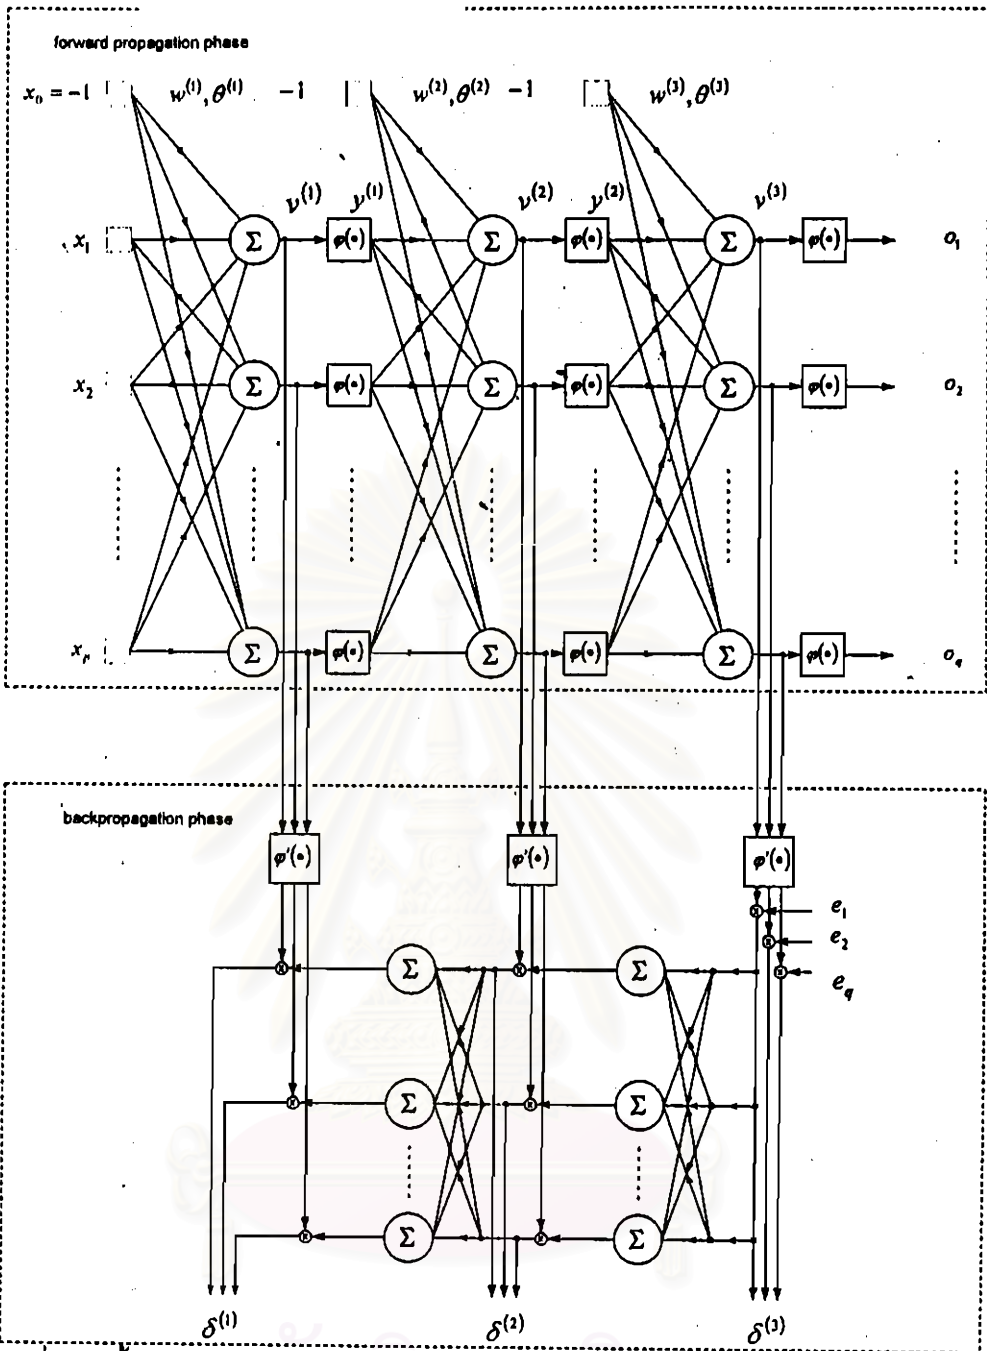 forward propagation phase
x₀ = −1 w⁽¹⁾, θ⁽¹⁾ −1 w⁽²⁾, θ⁽²⁾ −1 w⁽³⁾, θ⁽³⁾
ν⁽¹⁾ y⁽¹⁾ ν⁽²⁾ y⁽²⁾ ν⁽³⁾
x₁ Σ φ(•) Σ φ(•) Σ φ(•) o₁
x₂ Σ φ(•) Σ φ(•) Σ φ(•) o₂
Σ φ(•) Σ φ(•) Σ φ(•) o_q
backpropagation phase
φ'(•) φ'(•) φ'(•)
e₁
e₂
Σ Σ
e_q
Σ Σ
Σ Σ
δ⁽¹⁾ δ⁽²⁾ δ⁽³⁾